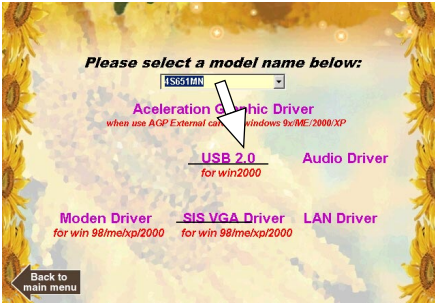 Please select a model name below:
4S651MN
Aceleration Graphic Driver
when use AGP External card windows 9x/ME/2000/XP
USB 2.0 Audio Driver
for win2000
Moden Driver SIS VGA Driver LAN Driver
for win 98/me/xp/2000 for win 98/me/xp/2000
Back to
main menu